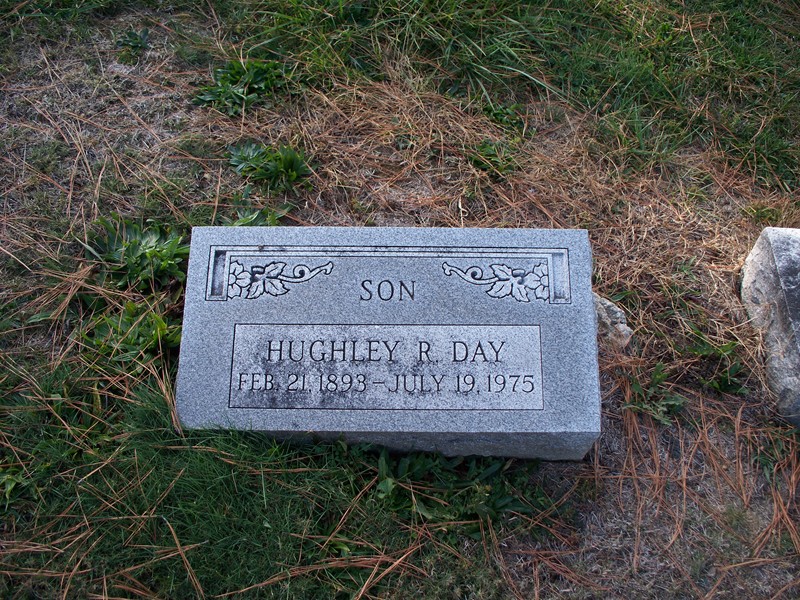 SON
HUGHLEY R. DAY
FEB. 21, 1893 – JULY 19, 1975